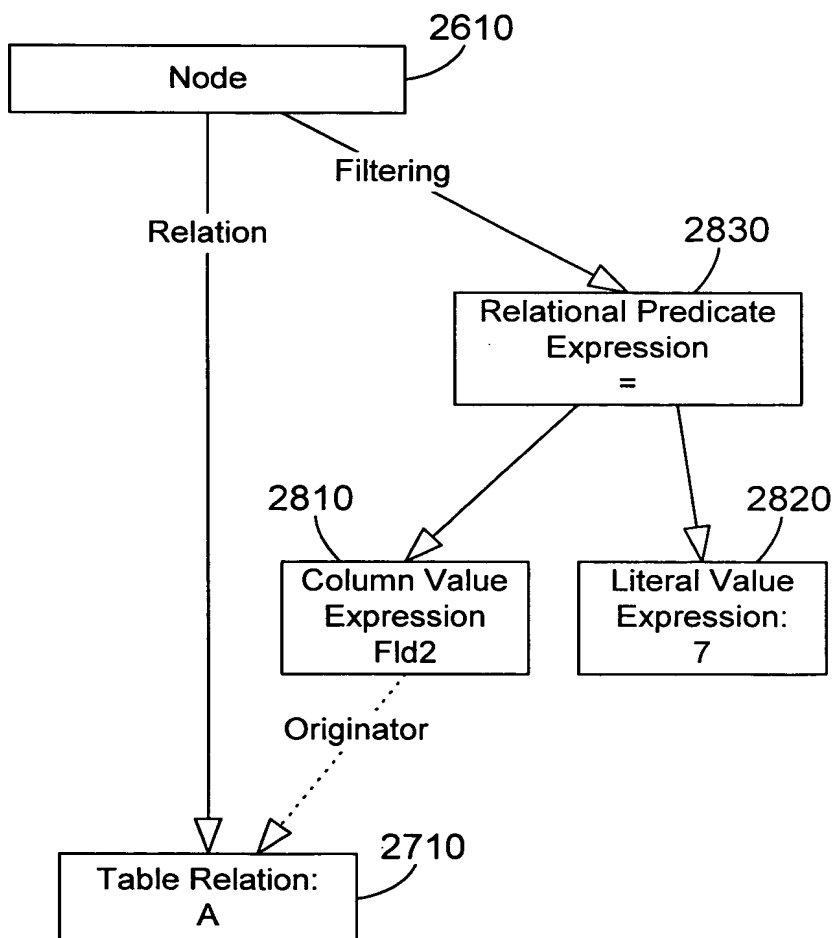 2610
Node
Filtering
Relation
2830
Relational Predicate
Expression
=
2810
2820
Column Value
Expression
Fld2
Literal Value
Expression:
7
Originator
2710
Table Relation:
A